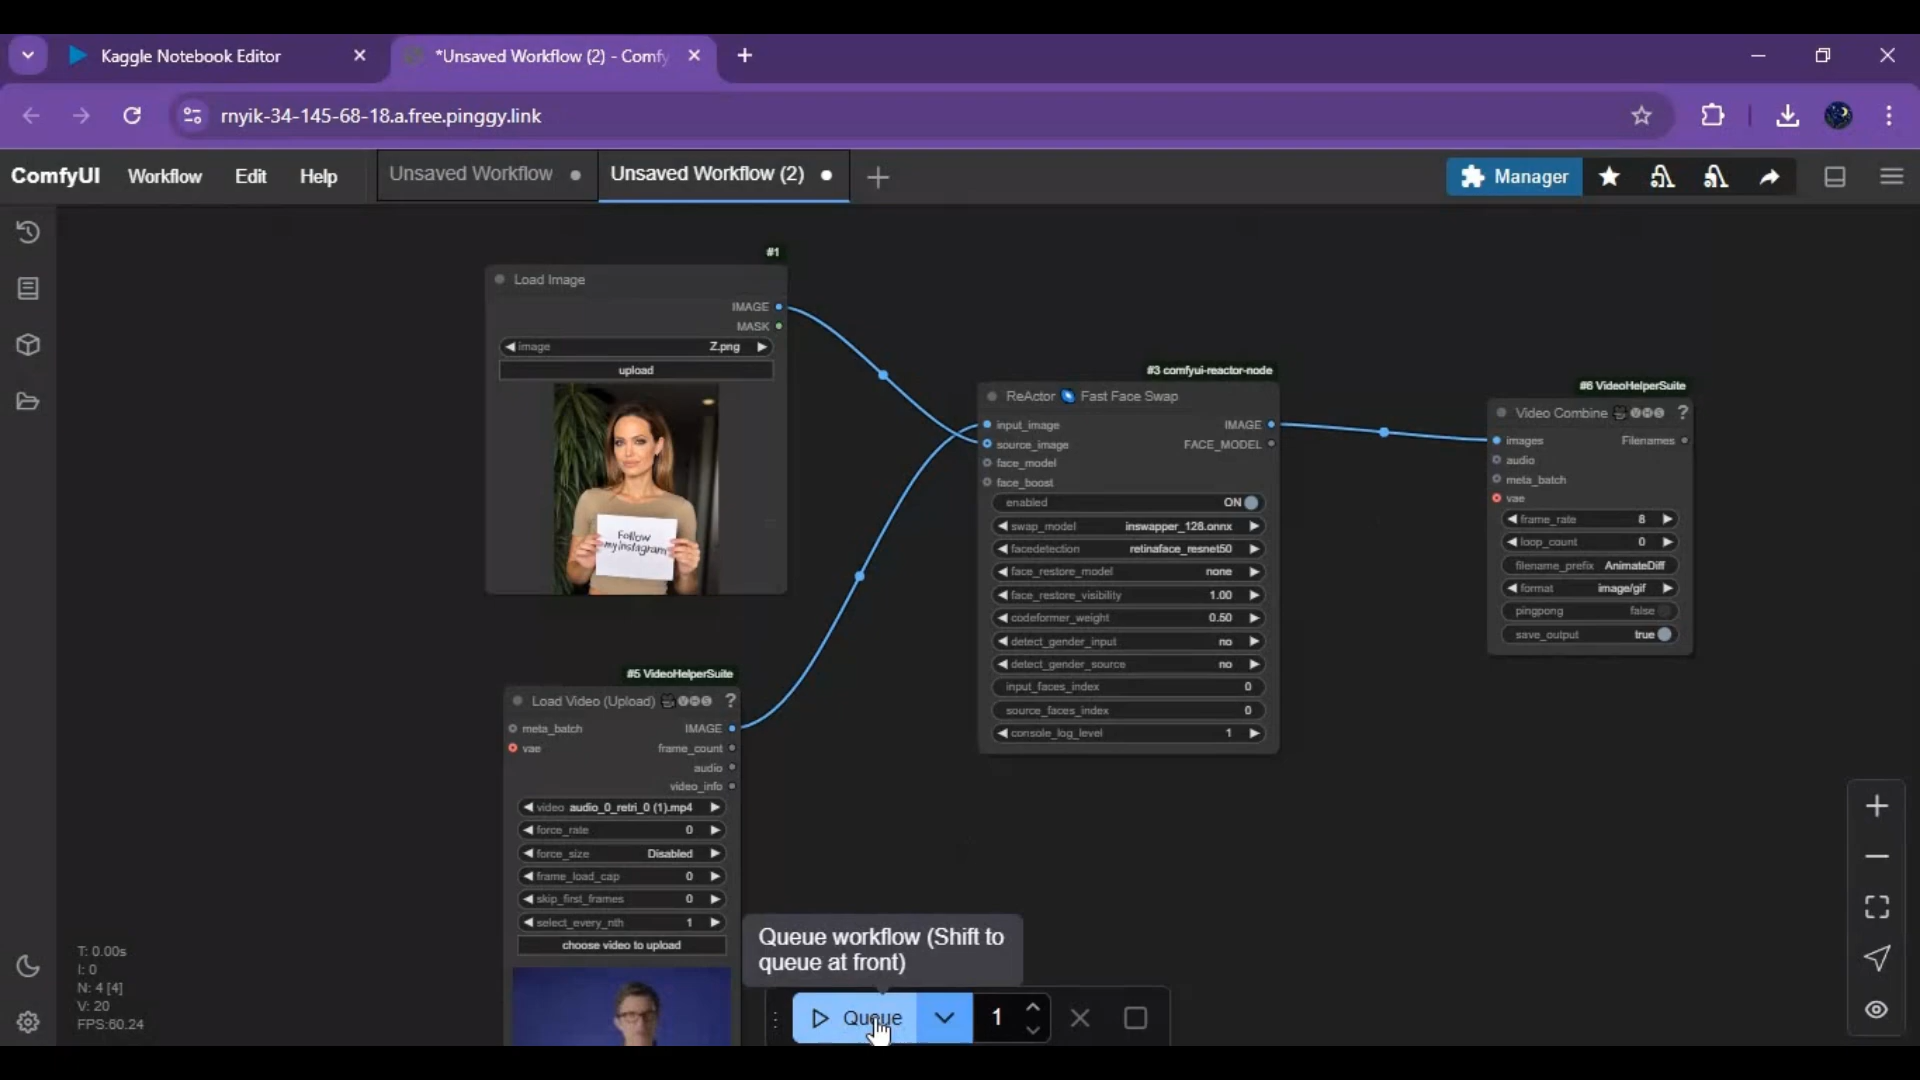 Kaggle Notebook Editor
*Unsaved Workflow (2) - Comfy
rnyik-34-145-68-18.a.free.pinggy.link
ComfyUI
Workflow
Edit
Help
Unsaved Workflow
Unsaved Workflow (2)
Manager
#1
Load Image
IMAGE
MASK
image Z.png
upload
Follow
my instagram
#5 VideoHelperSuite
Load Video (Upload) VHS ?
meta_batch IMAGE
vae frame_count
audio
video_info
video audio_0_retri_0 (1).mp4
force_rate 0
force_size Disabled
frame_load_cap 0
skip_first_frames 0
select_every_nth 1
choose video to upload
#3 comfyui-reactor-node
ReActor Fast Face Swap
input_image IMAGE
source_image FACE_MODEL
face_model
face_boost
enabled ON
swap_model inswapper_128.onnx
facedetection retinaface_resnet50
face_restore_model none
face_restore_visibility 1.00
codeformer_weight 0.50
detect_gender_input no
detect_gender_source no
input_faces_index 0
source_faces_index 0
console_log_level 1
#6 VideoHelperSuite
Video Combine VHS ?
images Filenames
audio
meta_batch
vae
frame_rate 8
loop_count 0
filename_prefix AnimateDiff
format image/gif
pingpong false
save_output true
T: 0.00s
I: 0
N: 4 [4]
V: 20
FPS:60.24
Queue workflow (Shift to
queue at front)
Queue
1